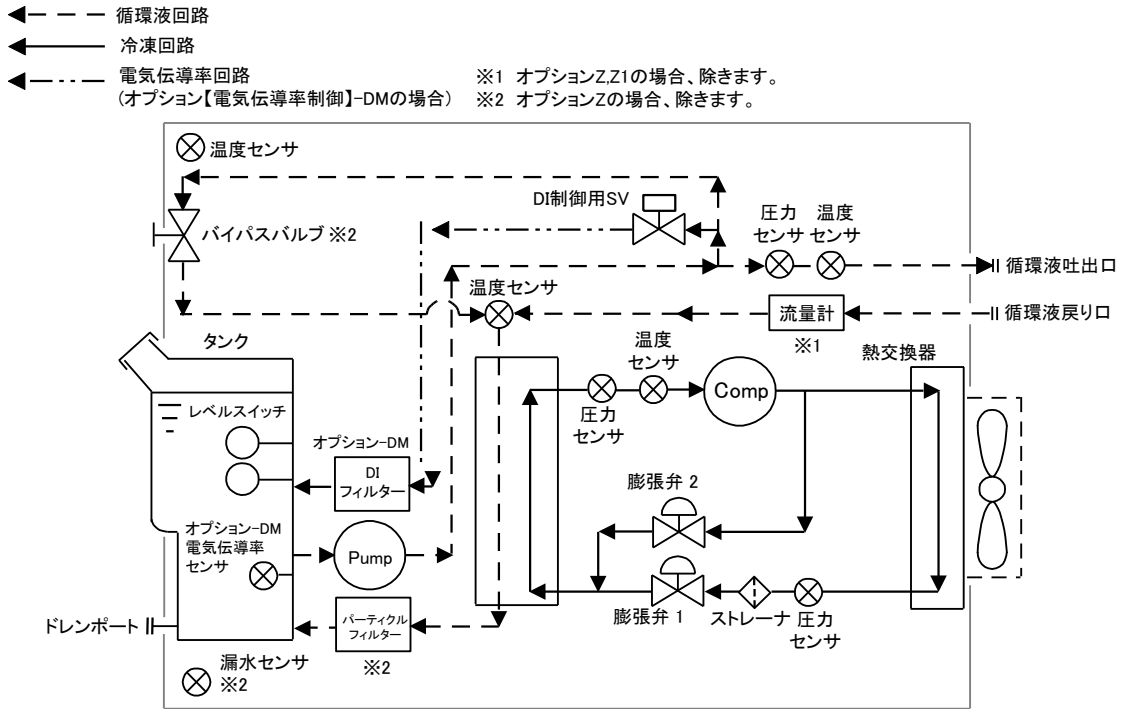 循環液回路
冷凍回路
電気伝導率回路
(オプション【電気伝導率制御】-DMの場合)
※1 オプションZ,Z1の場合、除きます。
※2 オプションZの場合、除きます。
温度センサ
DI制御用SV
バイパスバルブ ※2
圧力
センサ
温度
センサ
循環液吐出口
温度センサ
流量計
※1
循環液戻り口
タンク
温度
センサ
熱交換器
レベルスイッチ
Comp
圧力
センサ
オプション-DM
DI
フィルター
膨張弁 2
オプション-DM
電気伝導率
センサ
Pump
膨張弁 1
ストレーナ
圧力
センサ
ドレンポート
パーティクル
フィルター
※2
漏水センサ
※2